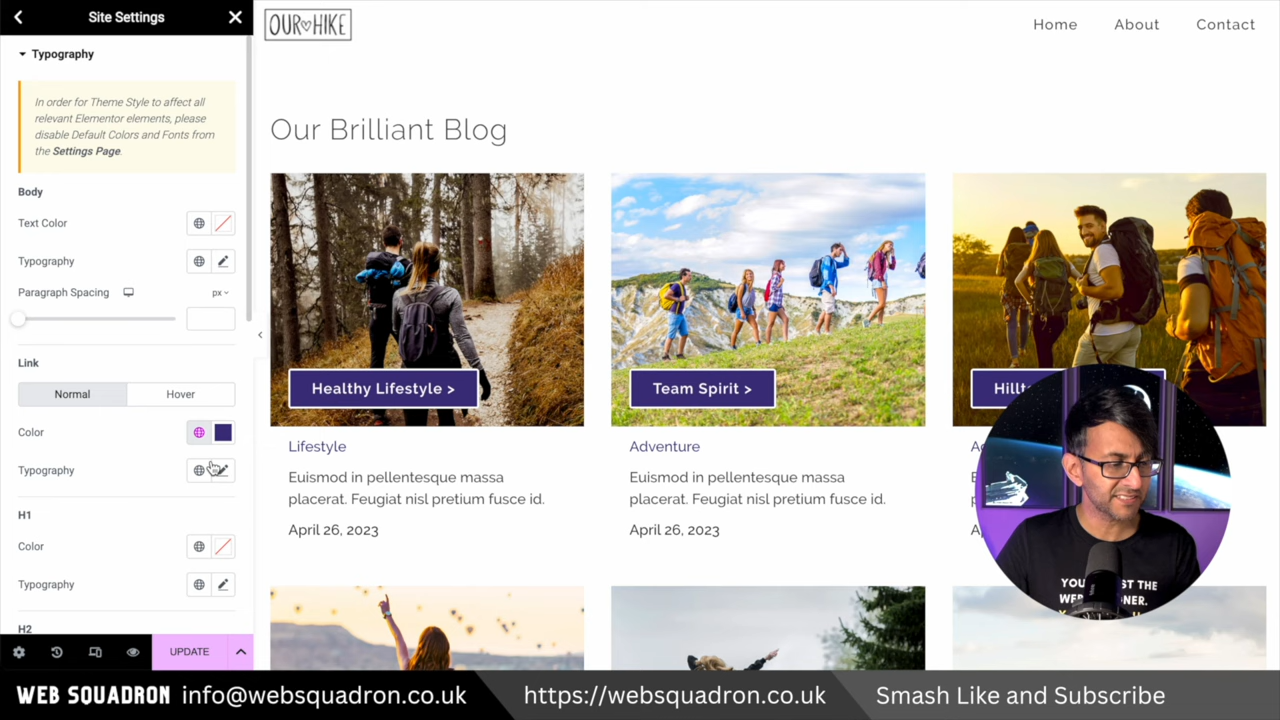 Site Settings
Typography
In order for Theme Style to affect all
relevant Elementor elements, please
disable Default Colors and Fonts from
the Settings Page.
Body
Text Color
Typography
Paragraph Spacing
px
Link
Normal
Hover
Color
Typography
H1
Color
Typography
H2
UPDATE
OUR HIKE
Home
About
Contact
Our Brilliant Blog
Healthy Lifestyle >
Lifestyle
Euismod in pellentesque massa
placerat. Feugiat nisl pretium fusce id.
April 26, 2023
Team Spirit >
Adventure
Euismod in pellentesque massa
placerat. Feugiat nisl pretium fusce id.
April 26, 2023
WEB SQUADRON info@websquadron.co.uk
https://websquadron.co.uk
Smash Like and Subscribe